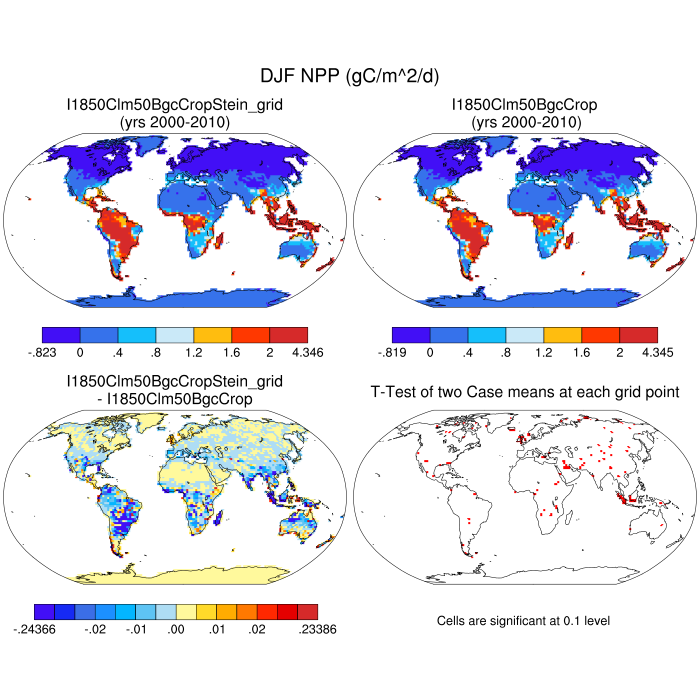 DJF NPP (gC/m^2/d)
I1850Clm50BgcCropStein_grid
(yrs 2000-2010)
I1850Clm50BgcCrop
(yrs 2000-2010)
-.823 0 .4 .8 1.2 1.6 2 4.346
-.819 0 .4 .8 1.2 1.6 2 4.345
I1850Clm50BgcCropStein_grid
- I1850Clm50BgcCrop
T-Test of two Case means at each grid point
-.24366 -.02 -.01 .00 .01 .02 .23386
Cells are significant at 0.1 level